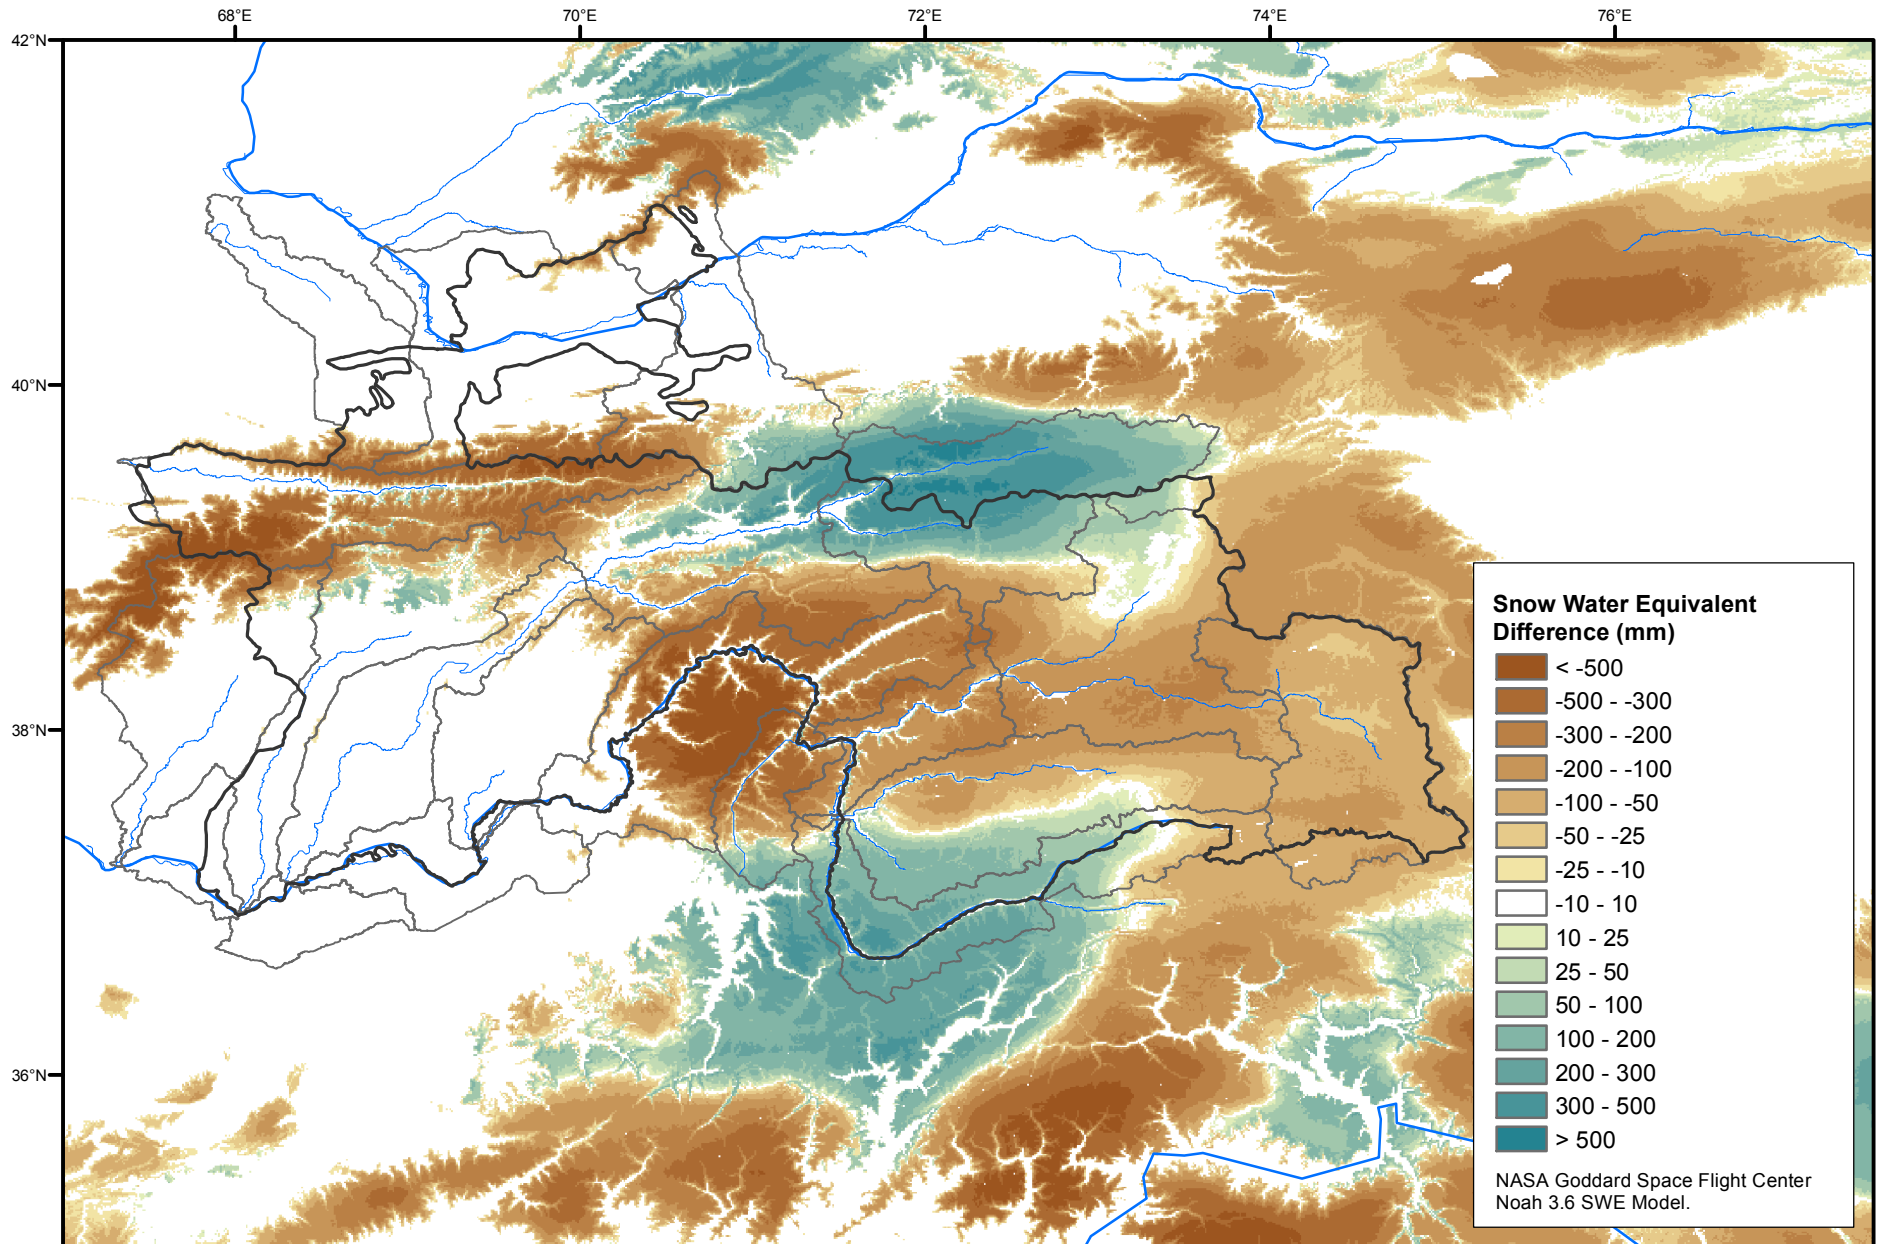 68°E
70°E
72°E
74°E
76°E
42°N
40°N
38°N
36°N
Snow Water Equivalent
Difference (mm)
< -500
-500 - -300
-300 - -200
-200 - -100
-100 - -50
-50 - -25
-25 - -10
-10 - 10
10 - 25
25 - 50
50 - 100
100 - 200
200 - 300
300 - 500
> 500
NASA Goddard Space Flight Center
Noah 3.6 SWE Model.